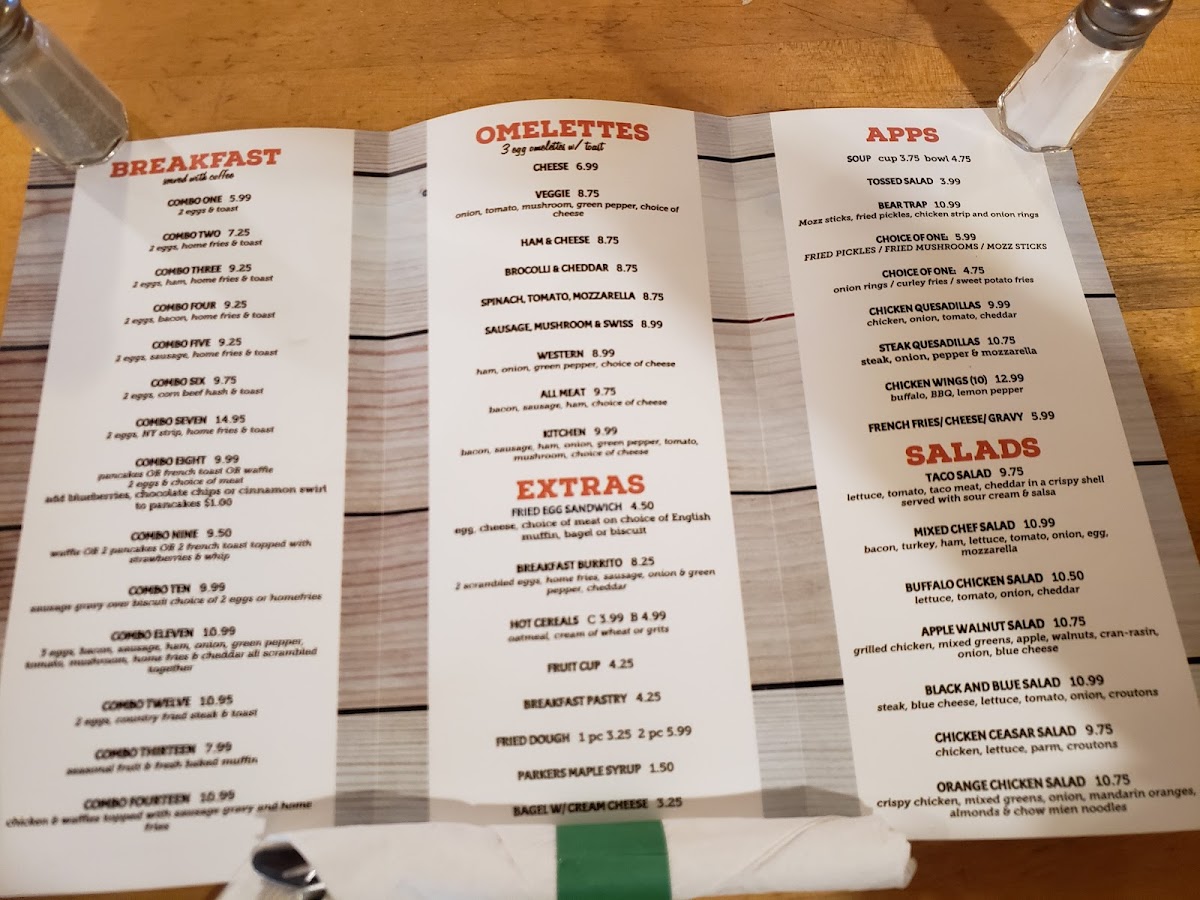 BREAKFAST
served with coffee
COMBO ONE 5.99
2 eggs & toast
COMBO TWO 7.25
2 eggs, home fries & toast
COMBO THREE 9.25
2 eggs, ham, home fries & toast
COMBO FOUR 9.25
2 eggs, bacon, home fries & toast
COMBO FIVE 9.25
2 eggs, sausage, home fries & toast
COMBO SIX 9.75
2 eggs, corn beef hash & toast
COMBO SEVEN 14.95
2 eggs, NY strip, home fries & toast
COMBO EIGHT 9.99
pancakes OR french toast OR waffle
2 eggs & choice of meat
add blueberries, chocolate chips or cinnamon swirl
to pancakes $1.00
COMBO NIINE 9.50
waffle OR 2 pancakes OR 2 french toast topped with
strawberries & whip
COMBO TEN 9.99
sausage gravy over biscuit choice of 2 eggs or homefries
COMBO ELEVEN 10.99
3 eggs, bacon, sausage, ham, onion, green pepper,
tomato, mushroom, home fries & cheddar all scrambled
together
COMBO TWELVE 10.95
2 eggs, country fried steak & toast
COMBO THIRTEEN 7.99
seasonal fruit & fresh baked muffin
COMBO FOURTEEN 10.99
chicken & waffles topped with sausage gravy and home
fries
OMELETTES
3 egg omelettes w/ toast
CHEESE 6.99
VEGGIE 8.75
onion, tomato, mushroom, green pepper, choice of
cheese
HAM & CHEESE 8.75
BROCOLLI & CHEDDAR 8.75
SPINACH, TOMATO, MOZZARELLA 8.75
SAUSAGE, MUSHROOM & SWISS 8.99
WESTERN 8.99
ham, onion, green pepper, choice of cheese
ALL MEAT 9.75
bacon, sausage, ham, choice of cheese
KITCHEN 9.99
bacon, sausage, ham, onion, green pepper, tomato,
mushroom, choice of cheese
EXTRAS
FRIED EGG SANDWICH 4.50
egg, cheese, choice of meat on choice of English
muffin, bagel or biscuit
BREAKFAST BURRITO 8.25
2 scrambled eggs, home fries, sausage, onion & green
pepper, cheddar
HOT CEREALS C 3.99 B 4.99
oatmeal, cream of wheat or grits
FRUIT CUP 4.25
BREAKFAST PASTRY 4.25
FRIED DOUGH 1 pc 3.25 2 pc 5.99
PARKERS MAPLE SYRUP 1.50
BAGEL W/ CREAM CHEESE 3.25
APPS
SOUP cup 3.75 bowl 4.75
TOSSED SALAD 3.99
BEAR TRAP 10.99
Mozz sticks, fried pickles, chicken strip and onion rings
CHOICE OF ONE: 5.99
FRIED PICKLES / FRIED MUSHROOMS / MOZZ STICKS
CHOICE OF ONE: 4.75
onion rings / curley fries / sweet potato fries
CHICKEN QUESADILLAS 9.99
chicken, onion, tomato, cheddar
STEAK QUESADILLAS 10.75
steak, onion, pepper & mozzarella
CHICKEN WINGS (10) 12.99
buffalo, BBQ, lemon pepper
FRENCH FRIES/ CHEESE/ GRAVY 5.99
SALADS
TACO SALAD 9.75
lettuce, tomato, taco meat, cheddar in a crispy shell
served with sour cream & salsa
MIXED CHEF SALAD 10.99
bacon, turkey, ham, lettuce, tomato, onion, egg,
mozzarella
BUFFALO CHICKEN SALAD 10.50
lettuce, tomato, onion, cheddar
APPLE WALNUT SALAD 10.75
grilled chicken, mixed greens, apple, walnuts, cran-rasin,
onion, blue cheese
BLACK AND BLUE SALAD 10.99
steak, blue cheese, lettuce, tomato, onion, croutons
CHICKEN CEASAR SALAD 9.75
chicken, lettuce, parm, croutons
ORANGE CHICKEN SALAD 10.75
crispy chicken, mixed greens, onion, mandarin oranges,
almonds & chow mien noodles